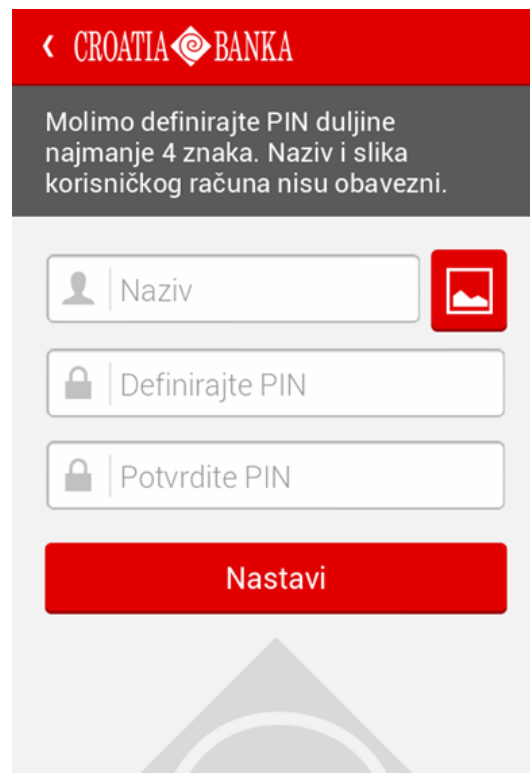 CROATIA BANKA
Molimo definirajte PIN duljine
najmanje 4 znaka. Naziv i slika
korisničkog računa nisu obavezni.
Naziv
Definirajte PIN
Potvrdite PIN
Nastavi